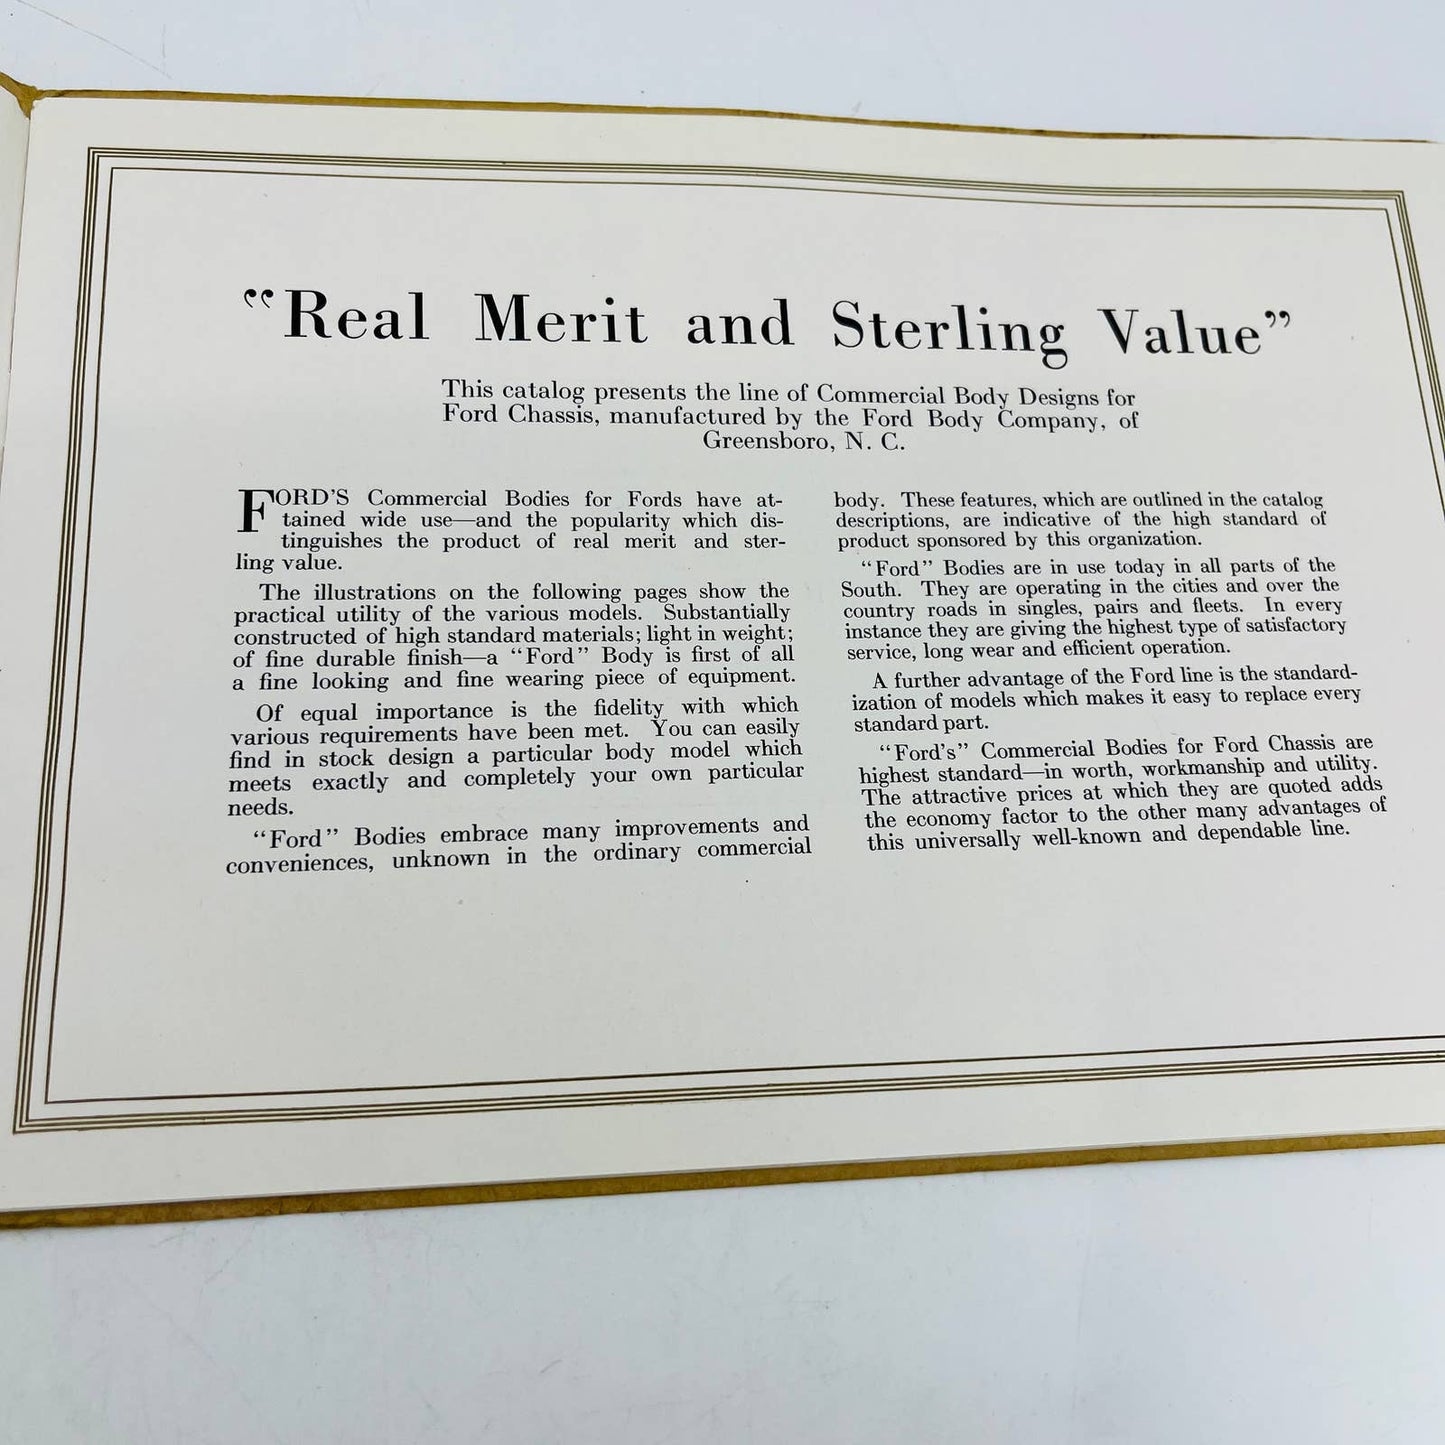 “Real Merit and Sterling Value”
This catalog presents the line of Commercial Body Designs for
Ford Chassis, manufactured by the Ford Body Company, of
Greensboro, N. C.
FORD'S Commercial Bodies for Fords have at-
tained wide use—and the popularity which dis-
tinguishes the product of real merit and ster-
ling value.
The illustrations on the following pages show the
practical utility of the various models. Substantially
constructed of high standard materials; light in weight;
of fine durable finish—a “Ford” Body is first of all
a fine looking and fine wearing piece of equipment.
Of equal importance is the fidelity with which
various requirements have been met. You can easily
find in stock design a particular body model which
meets exactly and completely your own particular
needs.
“Ford” Bodies embrace many improvements and
conveniences, unknown in the ordinary commercial
body. These features, which are outlined in the catalog
descriptions, are indicative of the high standard of
product sponsored by this organization.
“Ford” Bodies are in use today in all parts of the
South. They are operating in the cities and over the
country roads in singles, pairs and fleets. In every
instance they are giving the highest type of satisfactory
service, long wear and efficient operation.
A further advantage of the Ford line is the standard-
ization of models which makes it easy to replace every
standard part.
“Ford's” Commercial Bodies for Ford Chassis are
highest standard—in worth, workmanship and utility.
The attractive prices at which they are quoted adds
the economy factor to the other many advantages of
this universally well-known and dependable line.